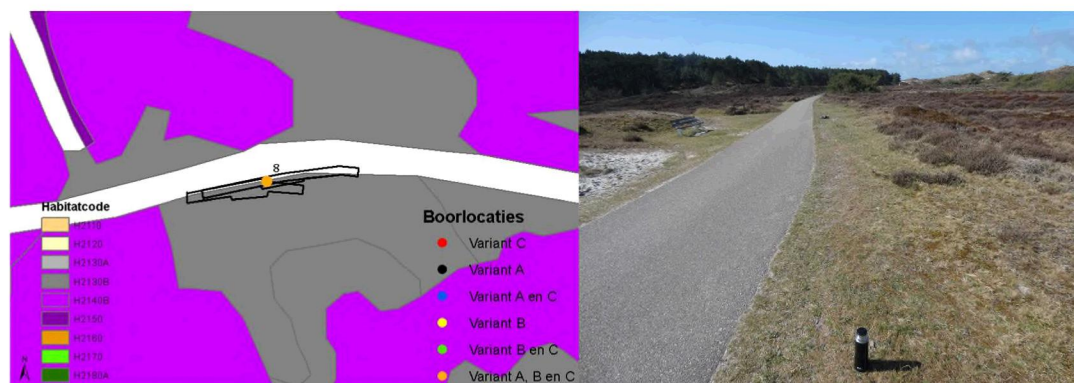 8
Habitatcode
H2110
H2120
H2130A
H2130B
H2140B
H2150
H2160
H2170
H2180A
N
Boorlocaties
Variant C
Variant A
Variant A en C
Variant B
Variant B en C
Variant A, B en C